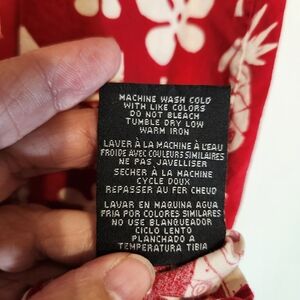 MACHINE WASH COLD
WITH LIKE COLORS
DO NOT BLEACH
TUMBLE DRY LOW
WARM IRON
LAVER À LA MACHINE À L'EAU
FROIDE AVEC COULEURS SIMILAIRES
NE PAS JAVELLISER
SECHER À LA MACHINE
CYCLE DOUX
REPASSER AU FER CHEUD
LAVAR EN MAQUINA AGUA
FRIA POR COLORES SIMILARES
NO USE BLANQUEADOR
CICLO LENTO
PLANCHADO A
TEMPERATURA TIBIA